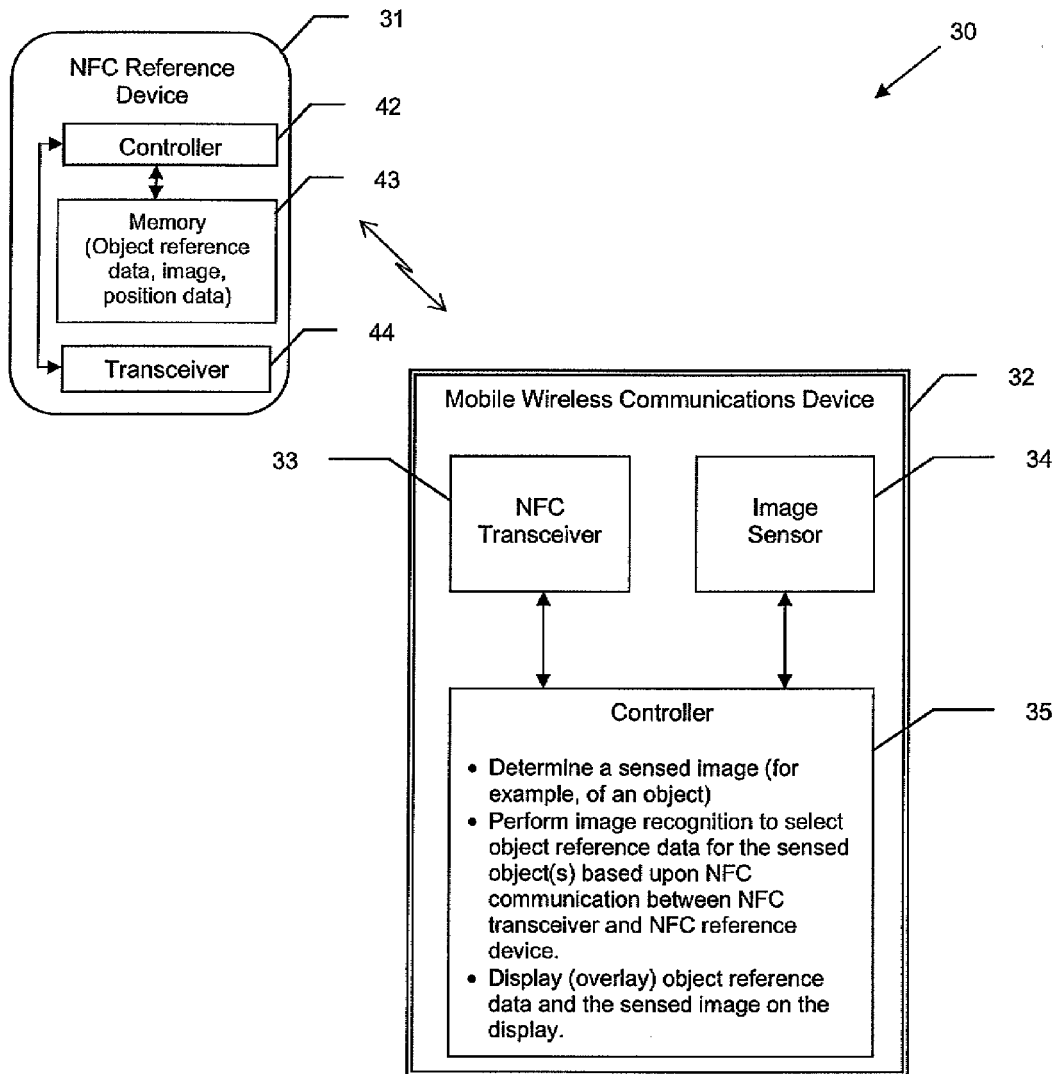 31
30
NFC Reference
Device
42
Controller
43
Memory
(Object reference
data, image,
position data)
44
Transceiver
32
Mobile Wireless Communications Device
33
34
NFC
Transceiver
Image
Sensor
Controller
35
• Determine a sensed image (for
example, of an object)
• Perform image recognition to select
object reference data for the sensed
object(s) based upon NFC
communication between NFC
transceiver and NFC reference
device.
• Display (overlay) object reference
data and the sensed image on the
display.